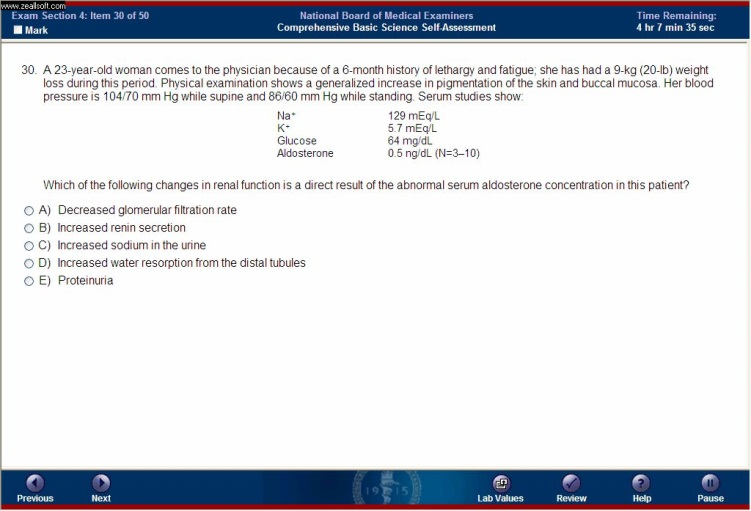 www.zeallsoft.com
Exam Section 4: Item 30 of 50
National Board of Medical Examiners
Time Remaining:
Mark
Comprehensive Basic Science Self-Assessment
4 hr 7 min 35 sec
30. A 23-year-old woman comes to the physician because of a 6-month history of lethargy and fatigue; she has had a 9-kg (20-lb) weight
loss during this period. Physical examination shows a generalized increase in pigmentation of the skin and buccal mucosa. Her blood
pressure is 104/70 mm Hg while supine and 86/60 mm Hg while standing. Serum studies show:
Na+ 129 mEq/L
K+ 5.7 mEq/L
Glucose 64 mg/dL
Aldosterone 0.5 ng/dL (N=3–10)
Which of the following changes in renal function is a direct result of the abnormal serum aldosterone concentration in this patient?
A) Decreased glomerular filtration rate
B) Increased renin secretion
C) Increased sodium in the urine
D) Increased water resorption from the distal tubules
E) Proteinuria
1915
Previous
Next
Lab Values
Review
Help
Pause